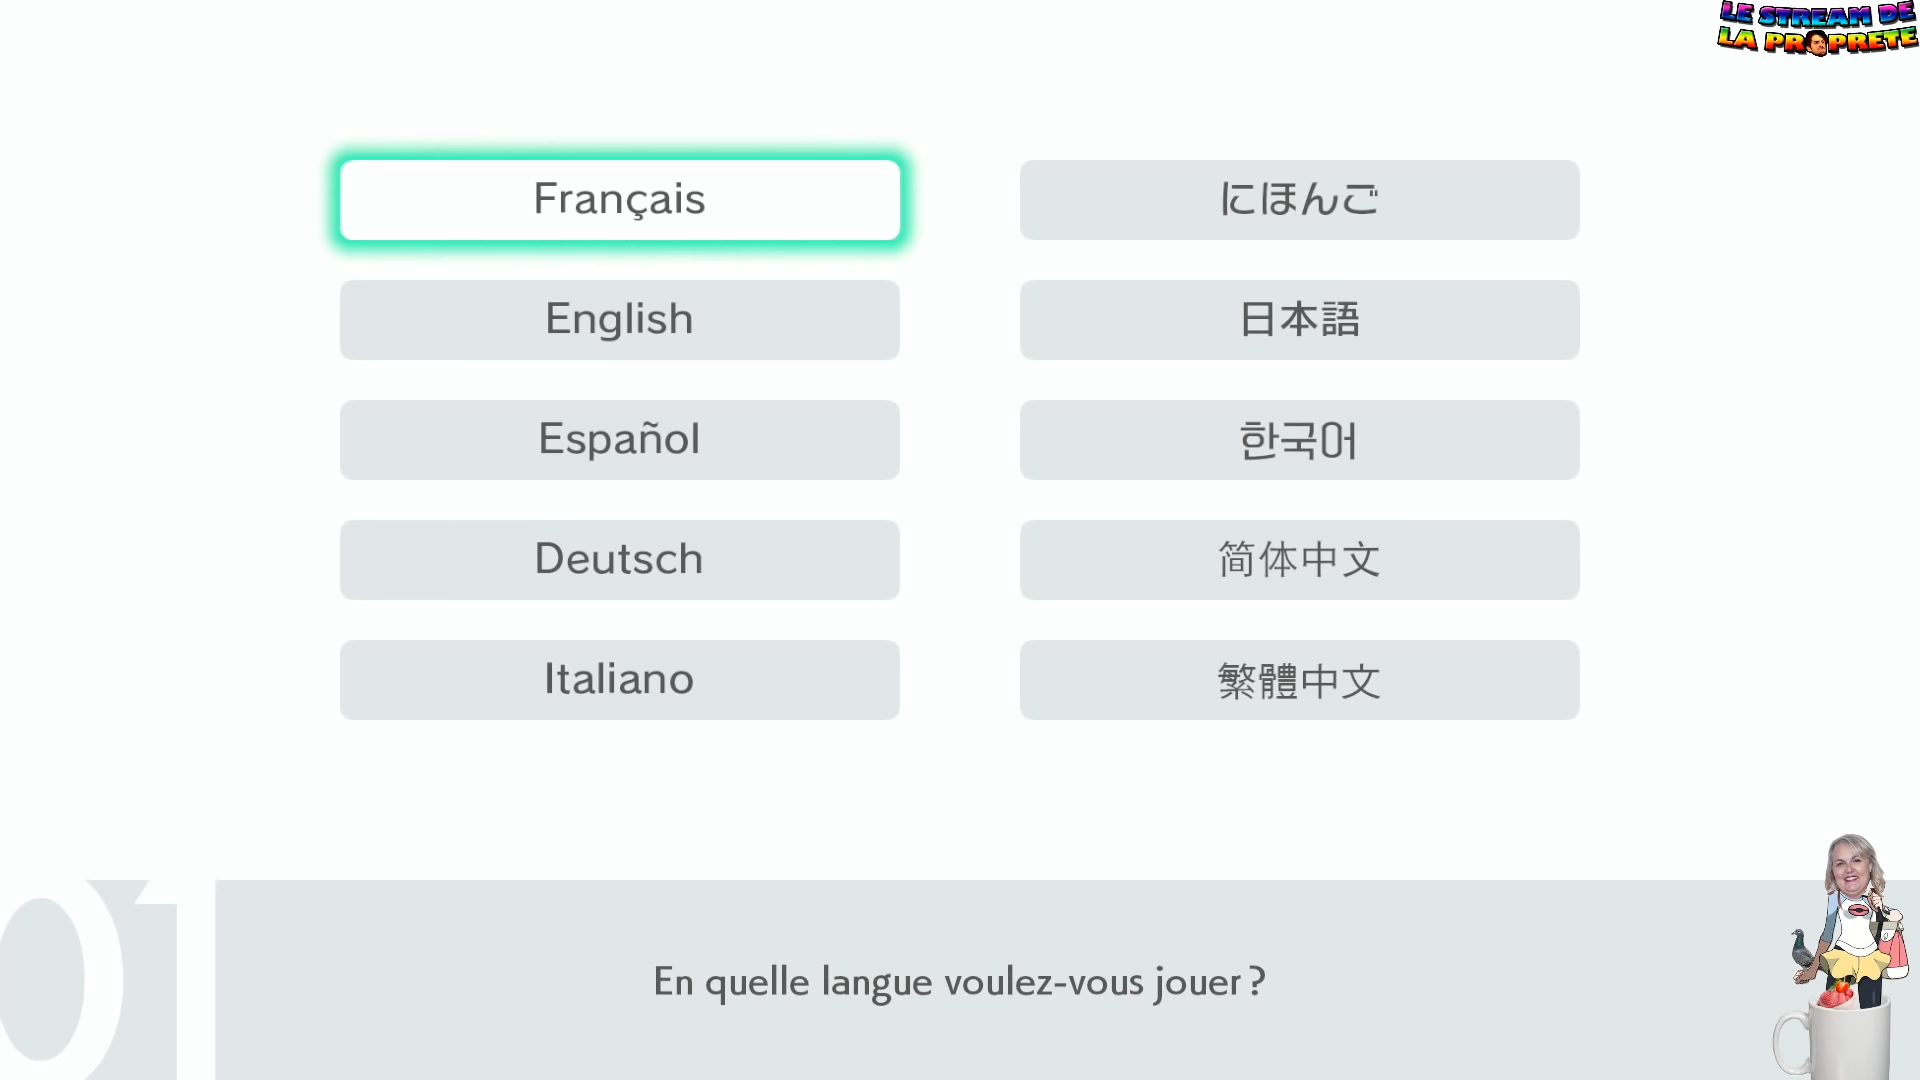 LE STREAM DE
LA PROPRETE
Français
English
Español
Deutsch
Italiano
にほんご
日本語
한국어
简体中文
繁體中文
01
En quelle langue voulez-vous jouer ?